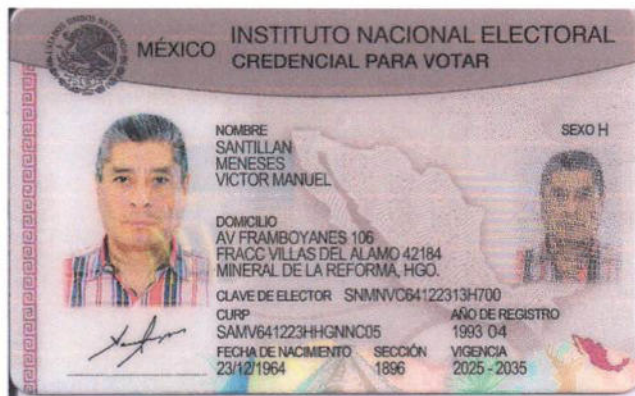 MÉXICO
INSTITUTO NACIONAL ELECTORAL
CREDENCIAL PARA VOTAR
NOMBRE
SEXO H
SANTILLAN
MENESES
VICTOR MANUEL
DOMICILIO
AV FRAMBOYANES 106
FRACC VILLAS DEL ALAMO 42184
MINERAL DE LA REFORMA, HGO.
CLAVE DE ELECTOR SNMNVC64122313H700
CURP
AÑO DE REGISTRO
SAMV641223HHGNNC05
1993 04
FECHA DE NACIMIENTO SECCIÓN VIGENCIA
23/12/1964 1896 2025 - 2035